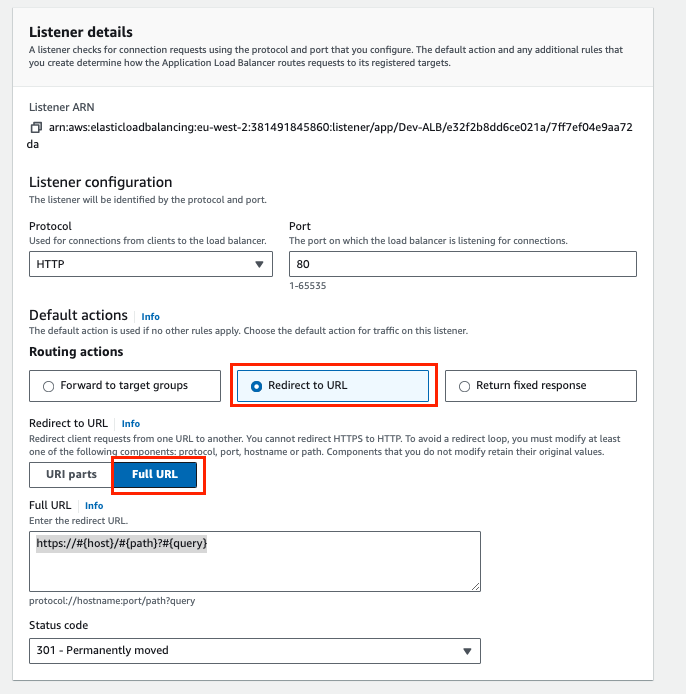 Listener details
A listener checks for connection requests using the protocol and port that you configure. The default action and any additional rules that
you create determine how the Application Load Balancer routes requests to its registered targets.
Listener ARN
arn:aws:elasticloadbalancing:eu-west-2:381491845860:listener/app/Dev-ALB/e32f2b8dd6ce021a/7ff7ef04e9aa72
da
Listener configuration
The listener will be identified by the protocol and port.
Protocol
Used for connections from clients to the load balancer.
HTTP
Port
The port on which the load balancer is listening for connections.
80
1-65535
Default actions Info
The default action is used if no other rules apply. Choose the default action for traffic on this listener.
Routing actions
Forward to target groups
Redirect to URL
Return fixed response
Redirect to URL Info
Redirect client requests from one URL to another. You cannot redirect HTTPS to HTTP. To avoid a redirect loop, you must modify at least
one of the following components: protocol, port, hostname or path. Components that you do not modify retain their original values.
URI parts
Full URL
Full URL Info
Enter the redirect URL.
https://#{host}/#{path}?#{query}
protocol://hostname:port/path?query
Status code
301 - Permanently moved